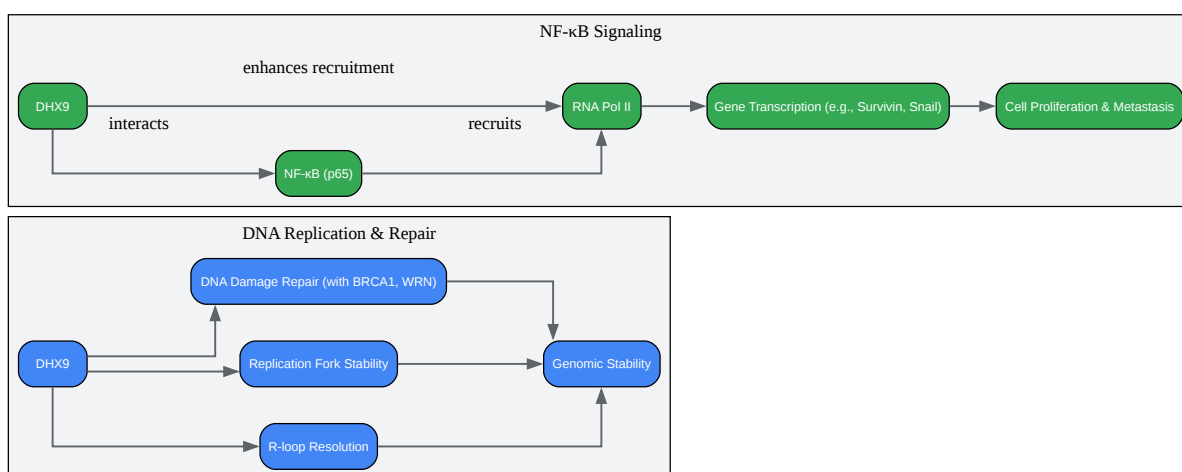 NF-κB Signaling
enhances recruitment
DHX9
RNA Pol II
Gene Transcription (e.g., Survivin, Snail)
Cell Proliferation & Metastasis
interacts
recruits
NF-κB (p65)
DNA Replication & Repair
DNA Damage Repair (with BRCA1, WRN)
DHX9
Replication Fork Stability
Genomic Stability
R-loop Resolution